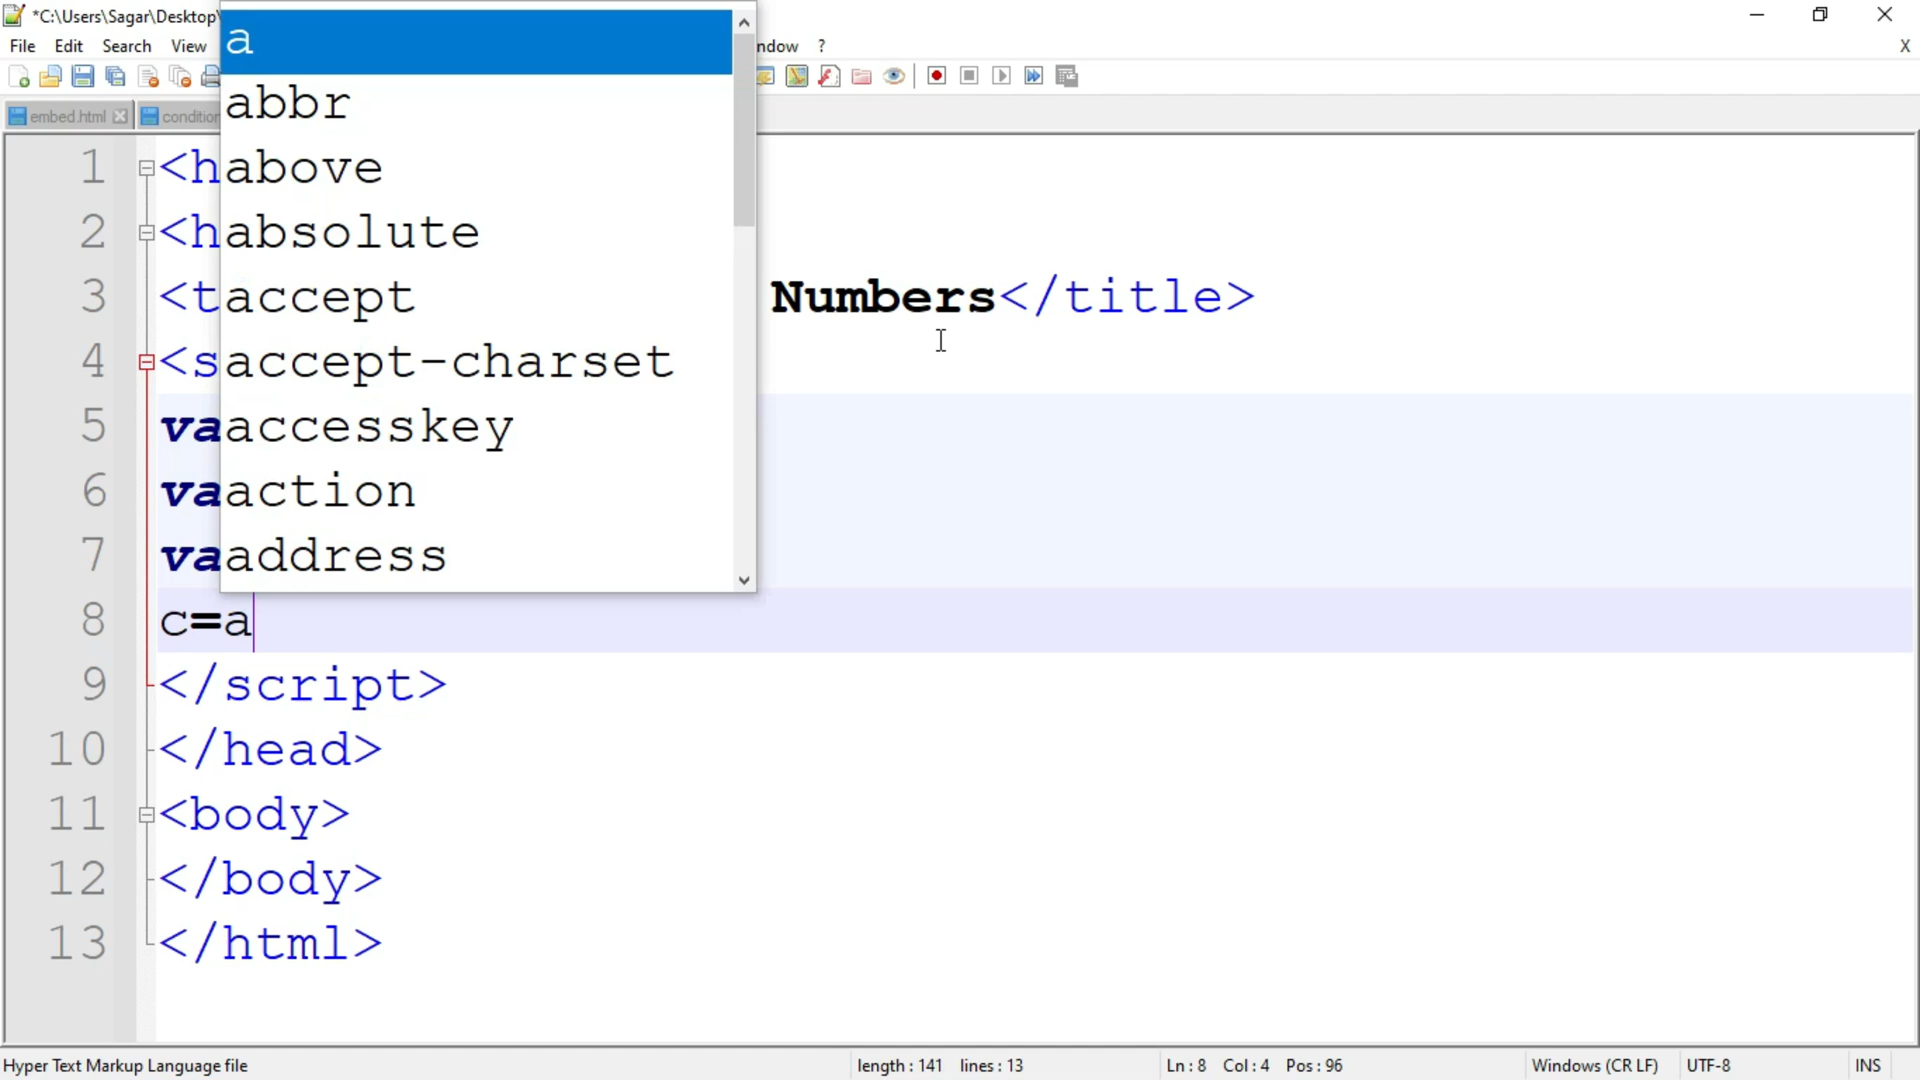 *C:\Users\Sagar\Desktop\
File Edit Search View ndow ? X
embed.html condition
a
abbr
above
absolute
accept
accept-charset
accesskey
action
address
1 <h
2 <h
3 <t Numbers</title>
4 <s
5 va
6 va
7 va
8 c=a
9 </script>
10 </head>
11 <body>
12 </body>
13 </html>
Hyper Text Markup Language file length : 141 lines : 13 Ln : 8 Col : 4 Pos : 96 Windows (CR LF) UTF-8 INS